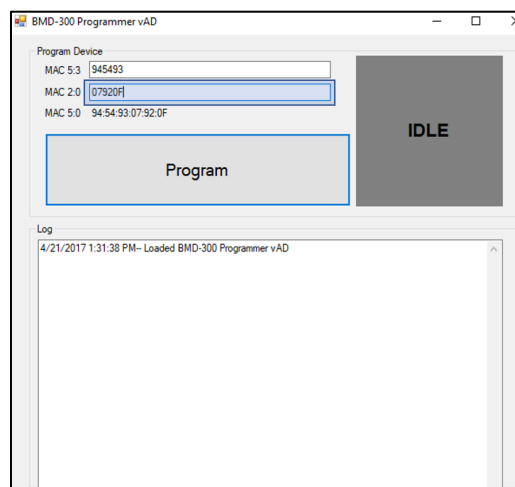 BMD-300 Programmer vAD
Program Device
MAC 5:3 945493
MAC 2:0 07920F
MAC 5:0 94:54:93:07:92:0F
IDLE
Program
Log
4/21/2017 1:31:38 PM-- Loaded BMD-300 Programmer vAD